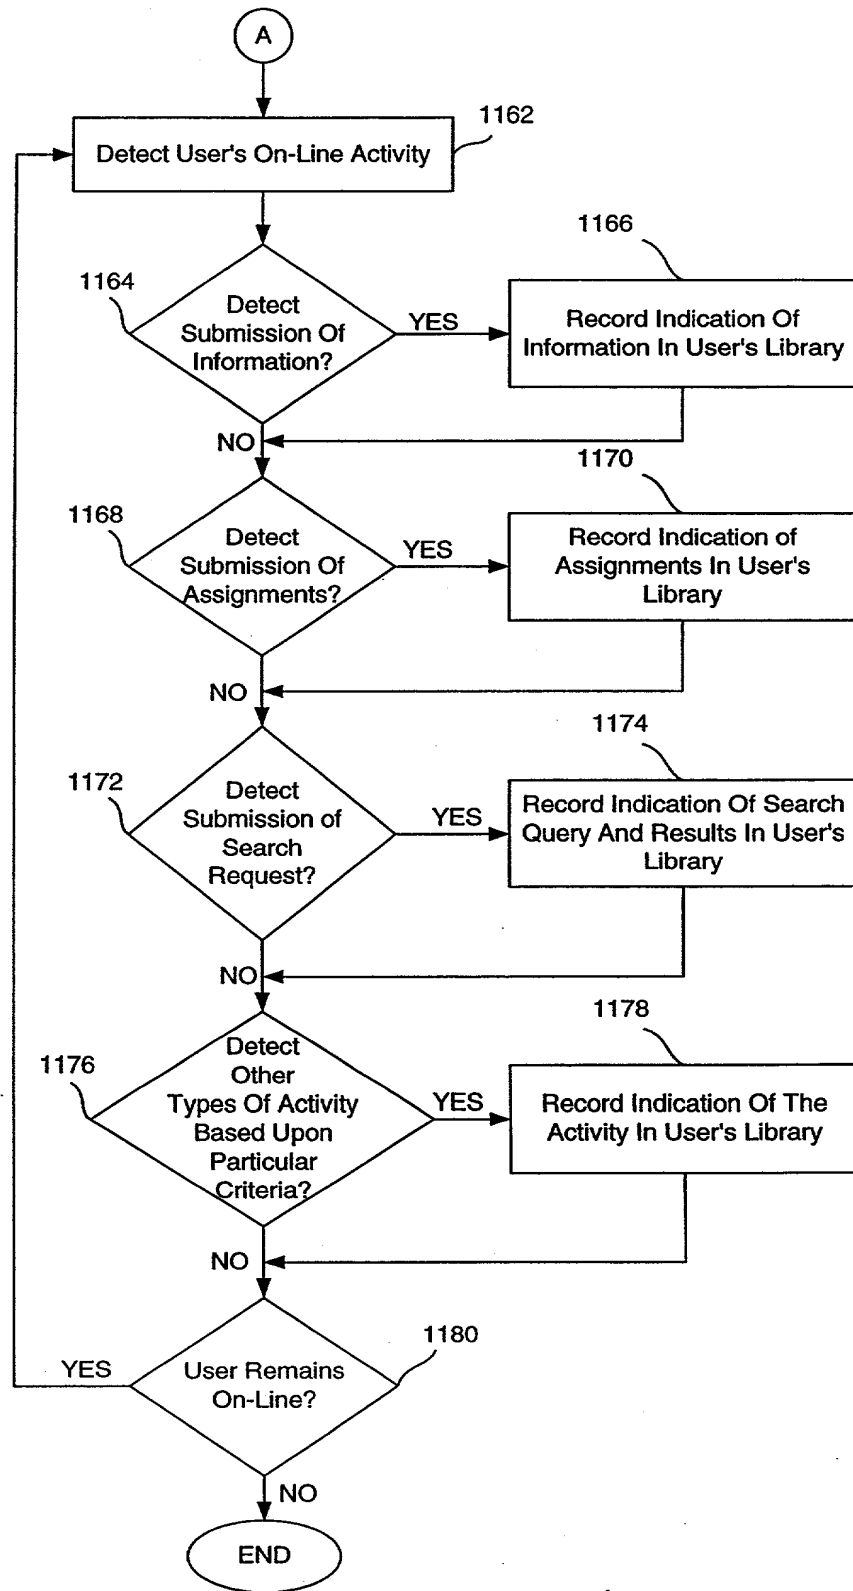 A
1162
Detect User's On-Line Activity
1166
1164
Detect
Submission Of
Information?
YES
Record Indication Of
Information In User's Library
NO
1170
1168
Detect
Submission Of
Assignments?
YES
Record Indication of
Assignments In User's
Library
NO
1174
1172
Detect
Submission of
Search
Request?
YES
Record Indication Of Search
Query And Results In User's
Library
NO
1178
1176
Detect
Other
Types Of Activity
Based Upon
Particular
Criteria?
YES
Record Indication Of The
Activity In User's Library
NO
1180
YES
User Remains
On-Line?
NO
END